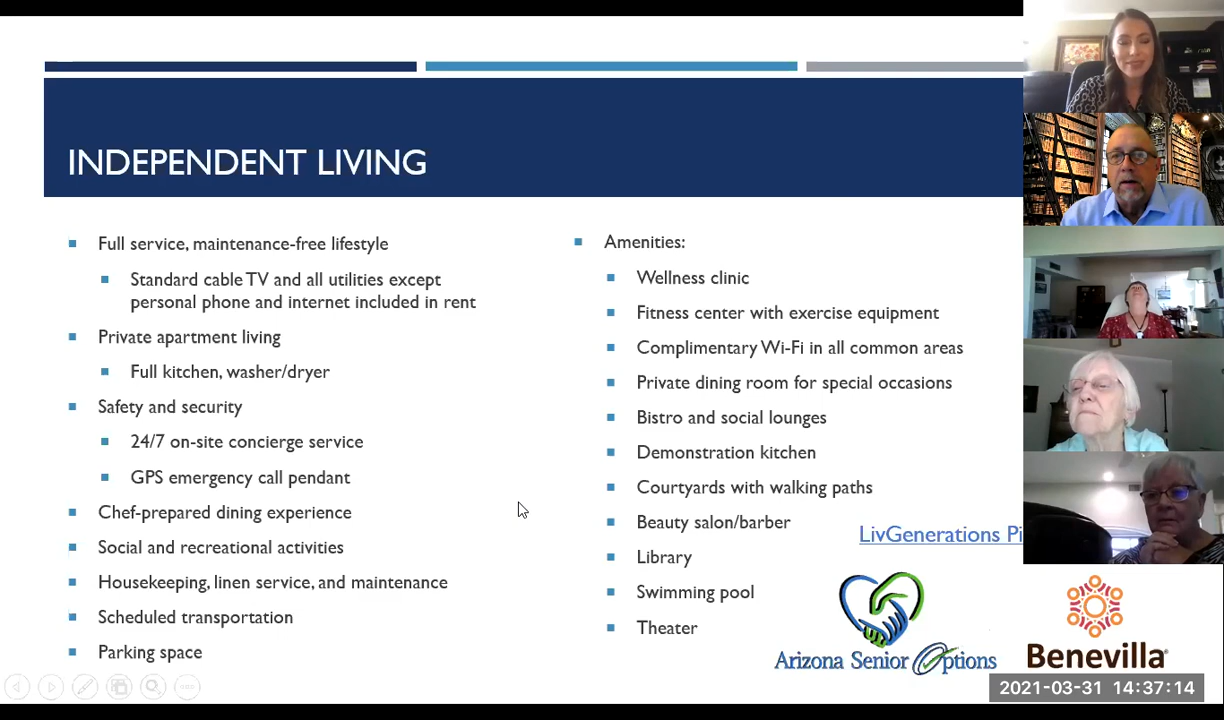 INDEPENDENT LIVING
Full service, maintenance-free lifestyle
Standard cable TV and all utilities except
personal phone and internet included in rent
Private apartment living
Full kitchen, washer/dryer
Safety and security
24/7 on-site concierge service
GPS emergency call pendant
Chef-prepared dining experience
Social and recreational activities
Housekeeping, linen service, and maintenance
Scheduled transportation
Parking space
Amenities:
Wellness clinic
Fitness center with exercise equipment
Complimentary Wi-Fi in all common areas
Private dining room for special occasions
Bistro and social lounges
Demonstration kitchen
Courtyards with walking paths
Beauty salon/barber
Library
Swimming pool
Theater
LivGenerations Pi
Arizona Senior Options
Benevilla
2021-03-31 14:37:14